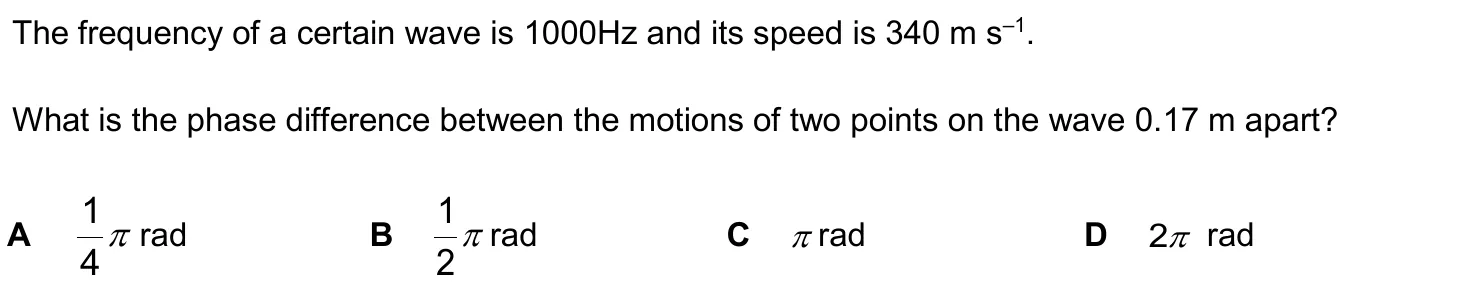 The frequency of a certain wave is 1000Hz and its speed is 340 m s⁻¹.
What is the phase difference between the motions of two points on the wave 0.17 m apart?
A 1/4 π rad B 1/2 π rad C π rad D 2π rad